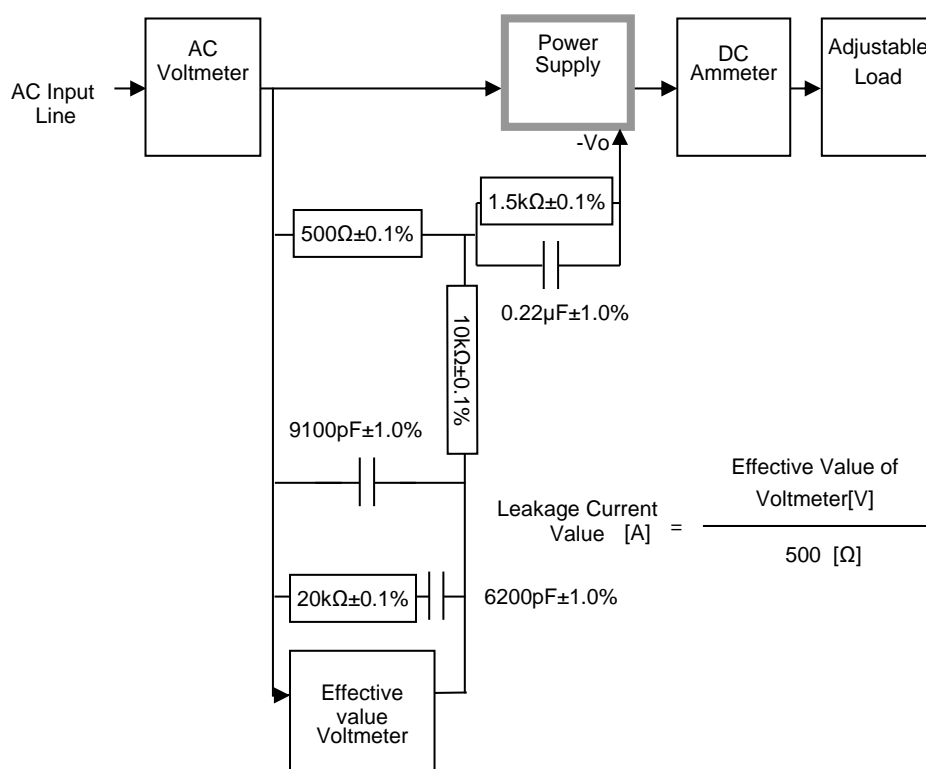 AC Input
Line
AC
Voltmeter
Power
Supply
DC
Ammeter
Adjustable
Load
-Vo
1.5kΩ±0.1%
500Ω±0.1%
0.22µF±1.0%
10kΩ±0.1%
9100pF±1.0%
20kΩ±0.1%
6200pF±1.0%
Effective
value
Voltmeter
Leakage Current
Value [A] =
Effective Value of
Voltmeter[V]
500 [Ω]